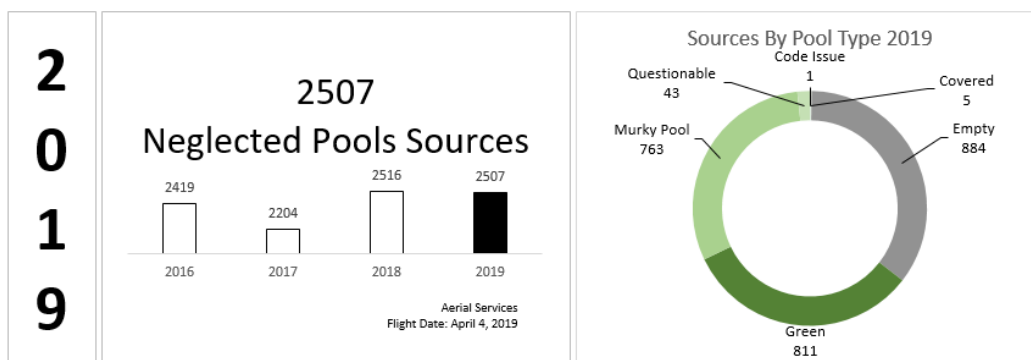 2
0
1
9
2507
Neglected Pools Sources
2419
2204
2516
2507
2016
2017
2018
2019
Aerial Services
Flight Date: April 4, 2019
Sources By Pool Type 2019
Code Issue
1
Questionable
43
Covered
5
Murky Pool
763
Empty
884
Green
811